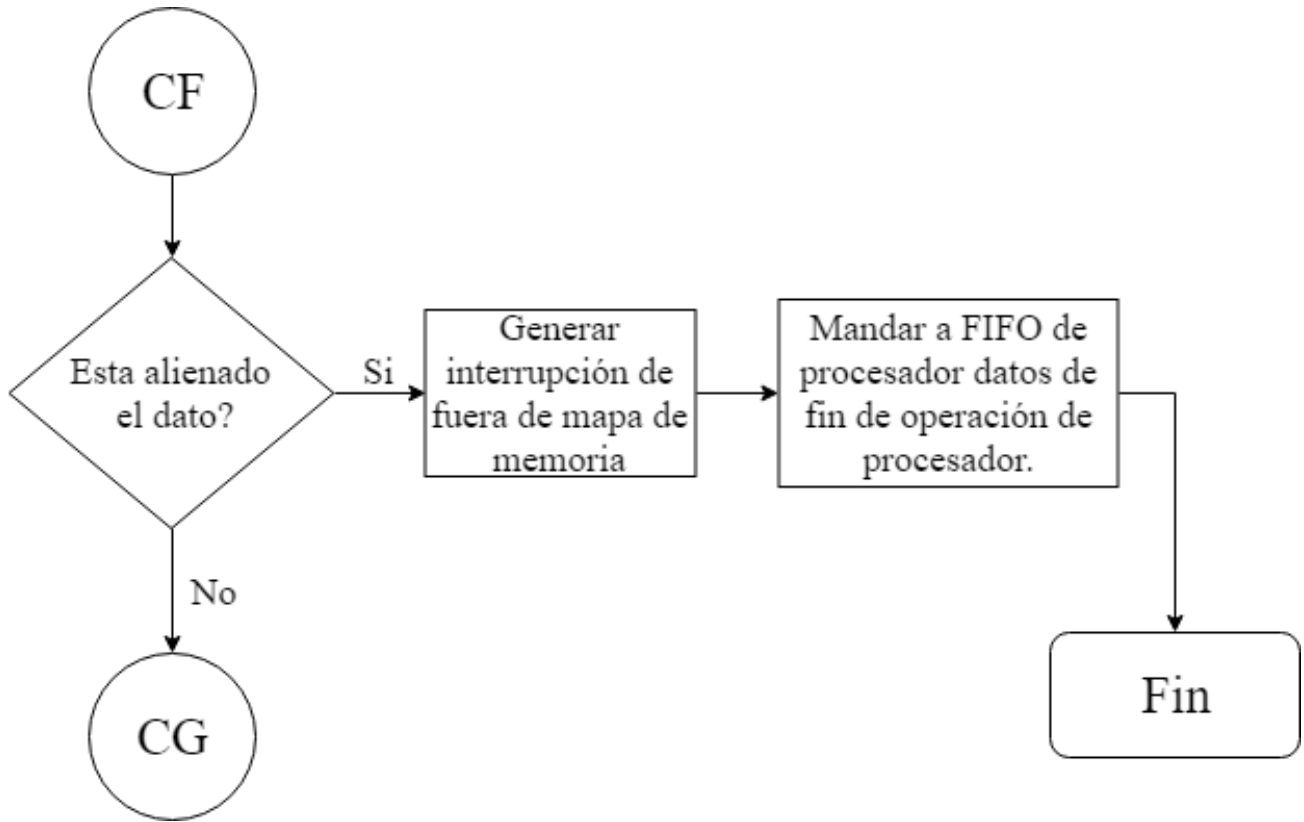 CF
Esta alienado
el dato?
Si
Generar
interrupción de
fuera de mapa de
memoria
Mandar a FIFO de
procesador datos de
fin de operación de
procesador.
No
CG
Fin